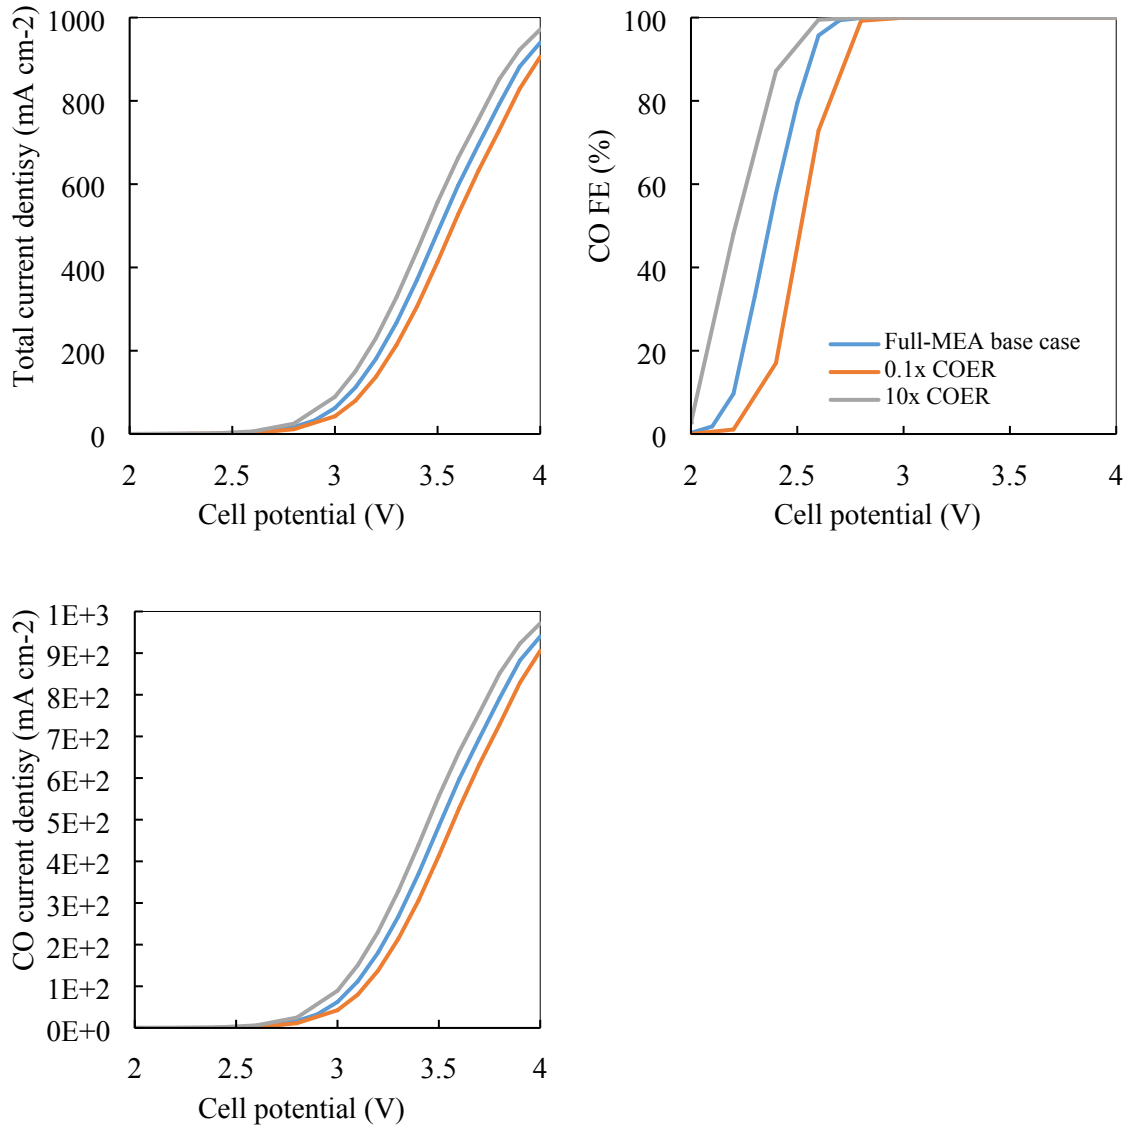 Total current dentisy (mA cm-2)
1000
800
600
400
200
0
2
2.5
3
3.5
4
Cell potential (V)
CO FE (%)
100
80
60
40
20
0
Full-MEA base case
0.1x COER
10x COER
2
2.5
3
3.5
4
Cell potential (V)
CO current dentisy (mA cm-2)
1E+3
9E+2
8E+2
7E+2
6E+2
5E+2
4E+2
3E+2
2E+2
1E+2
0E+0
2
2.5
3
3.5
4
Cell potential (V)